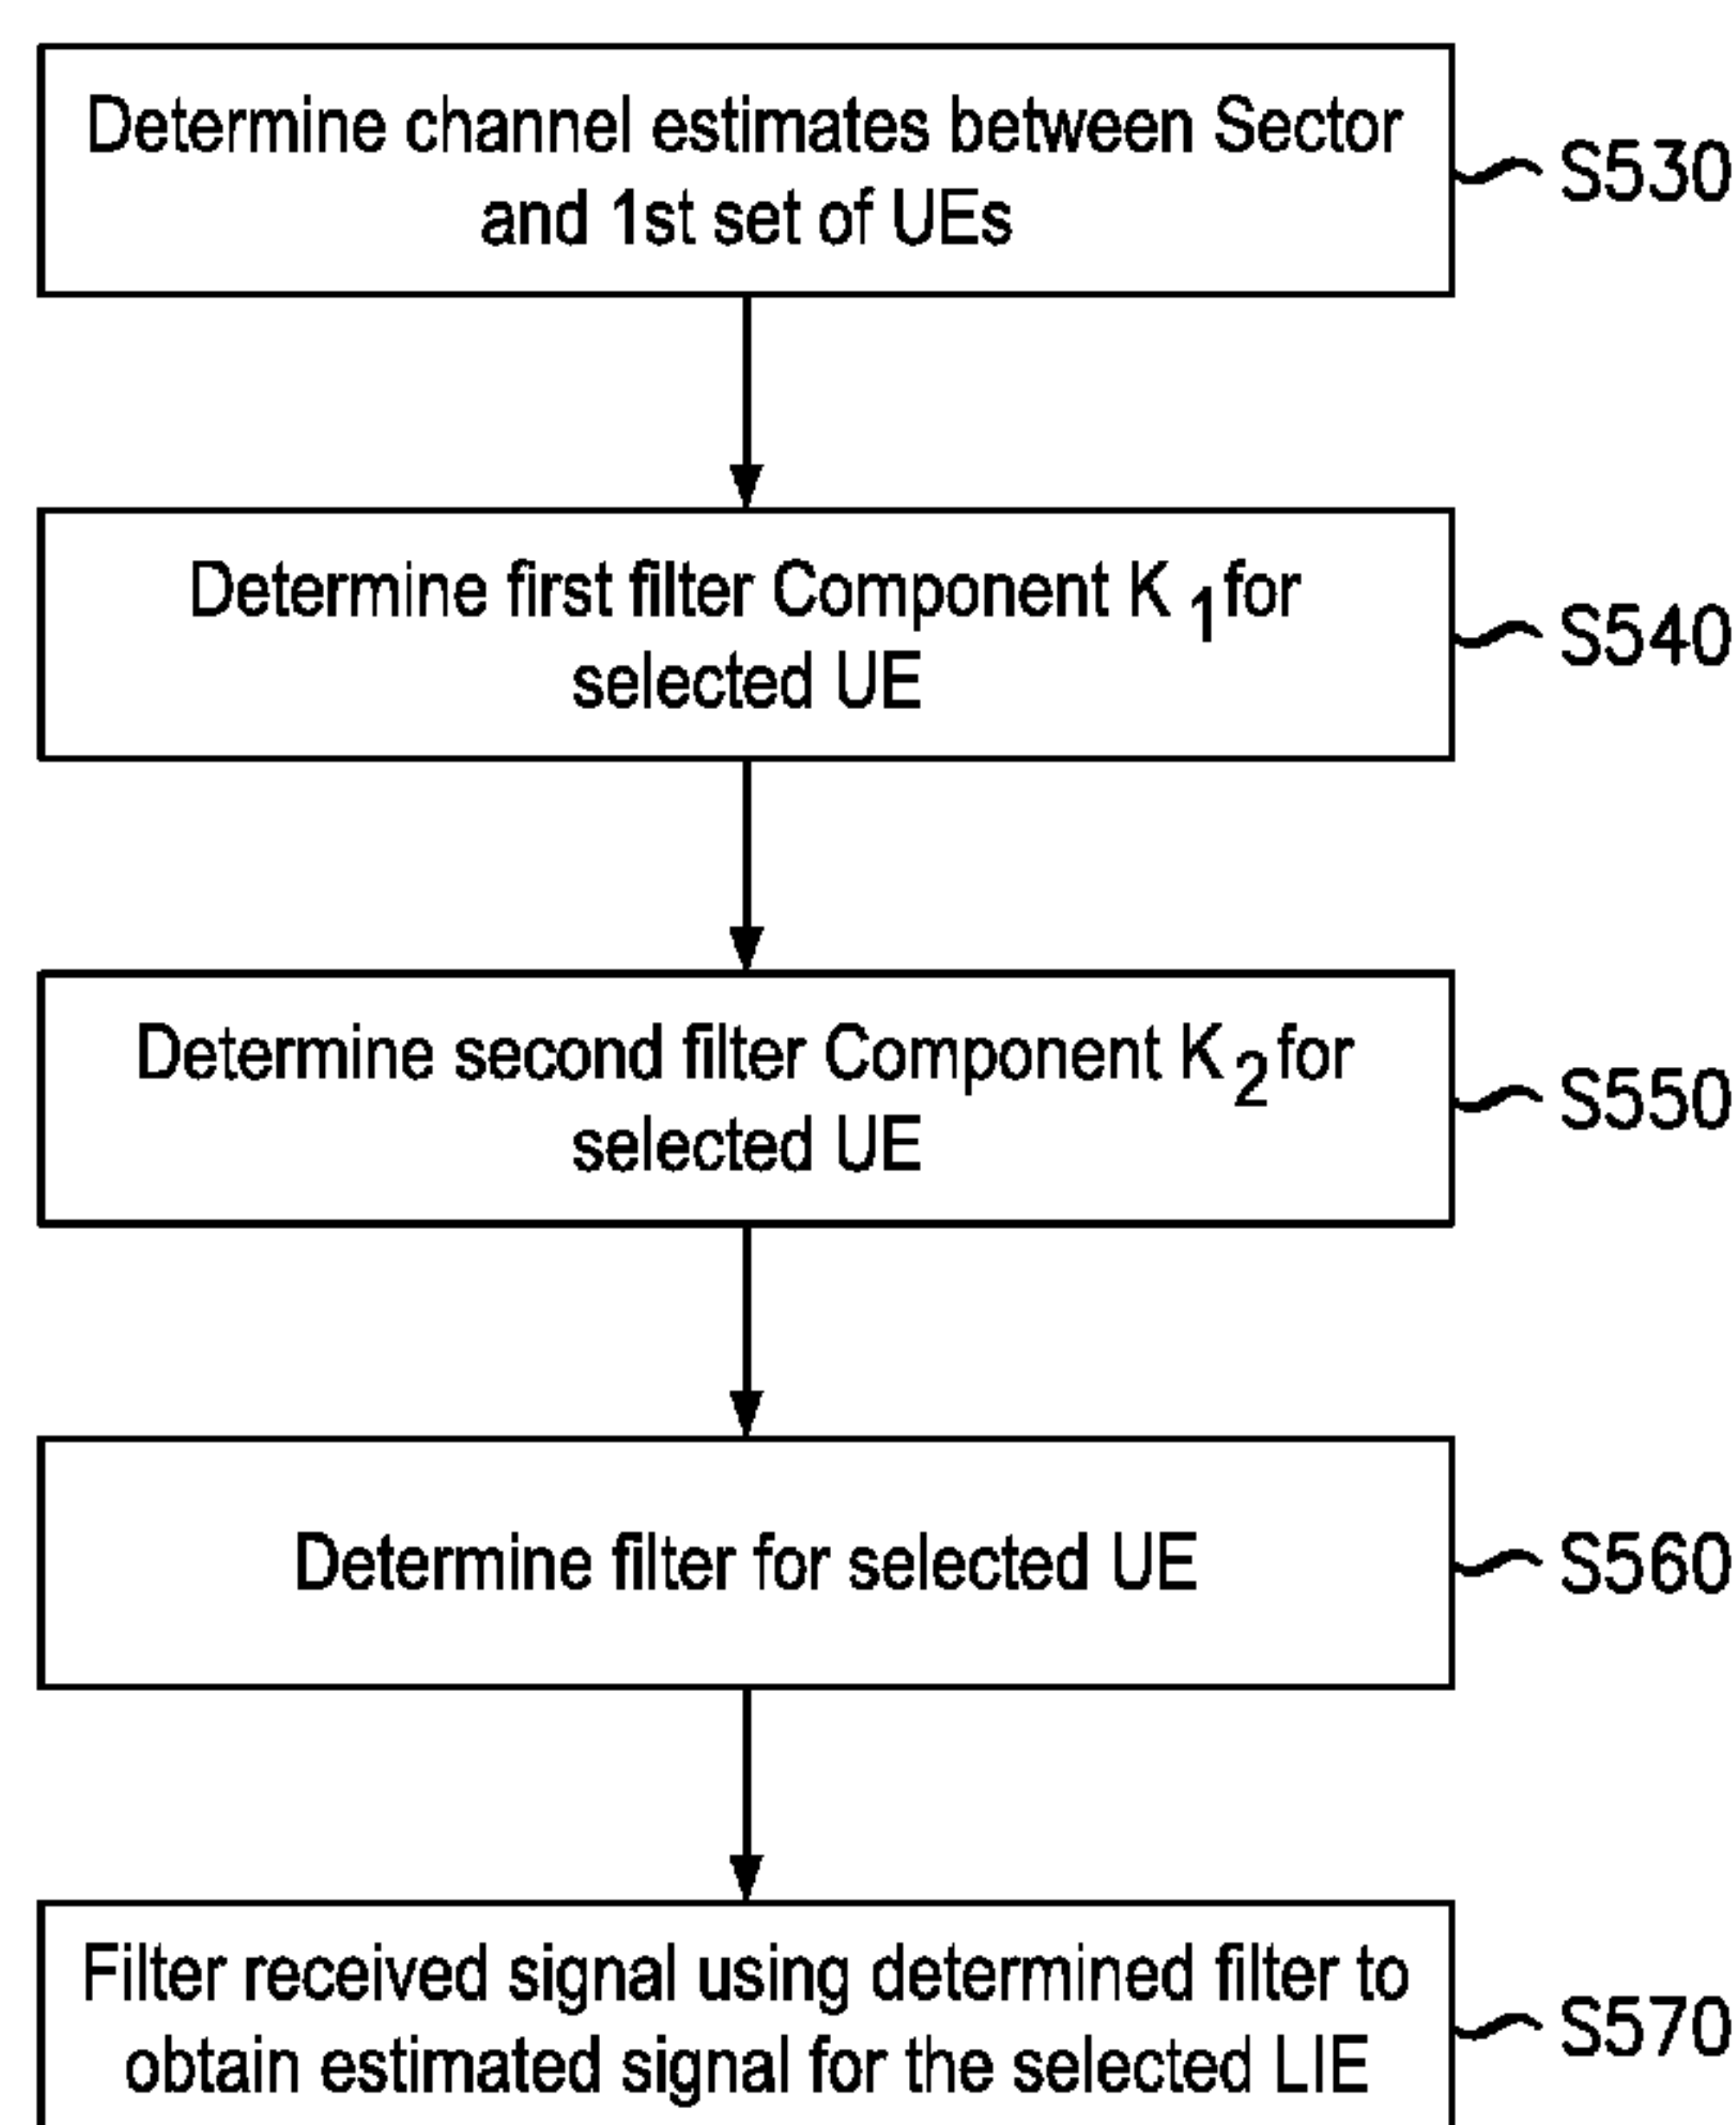 Determine channel estimates between Sector
and 1st set of UEs
S530
Determine first filter Component K1 for
selected UE
S540
Determine second filter Component K2 for
selected UE
S550
Determine filter for selected UE
S560
Filter received signal using determined filter to
obtain estimated signal for the selected LIE
S570